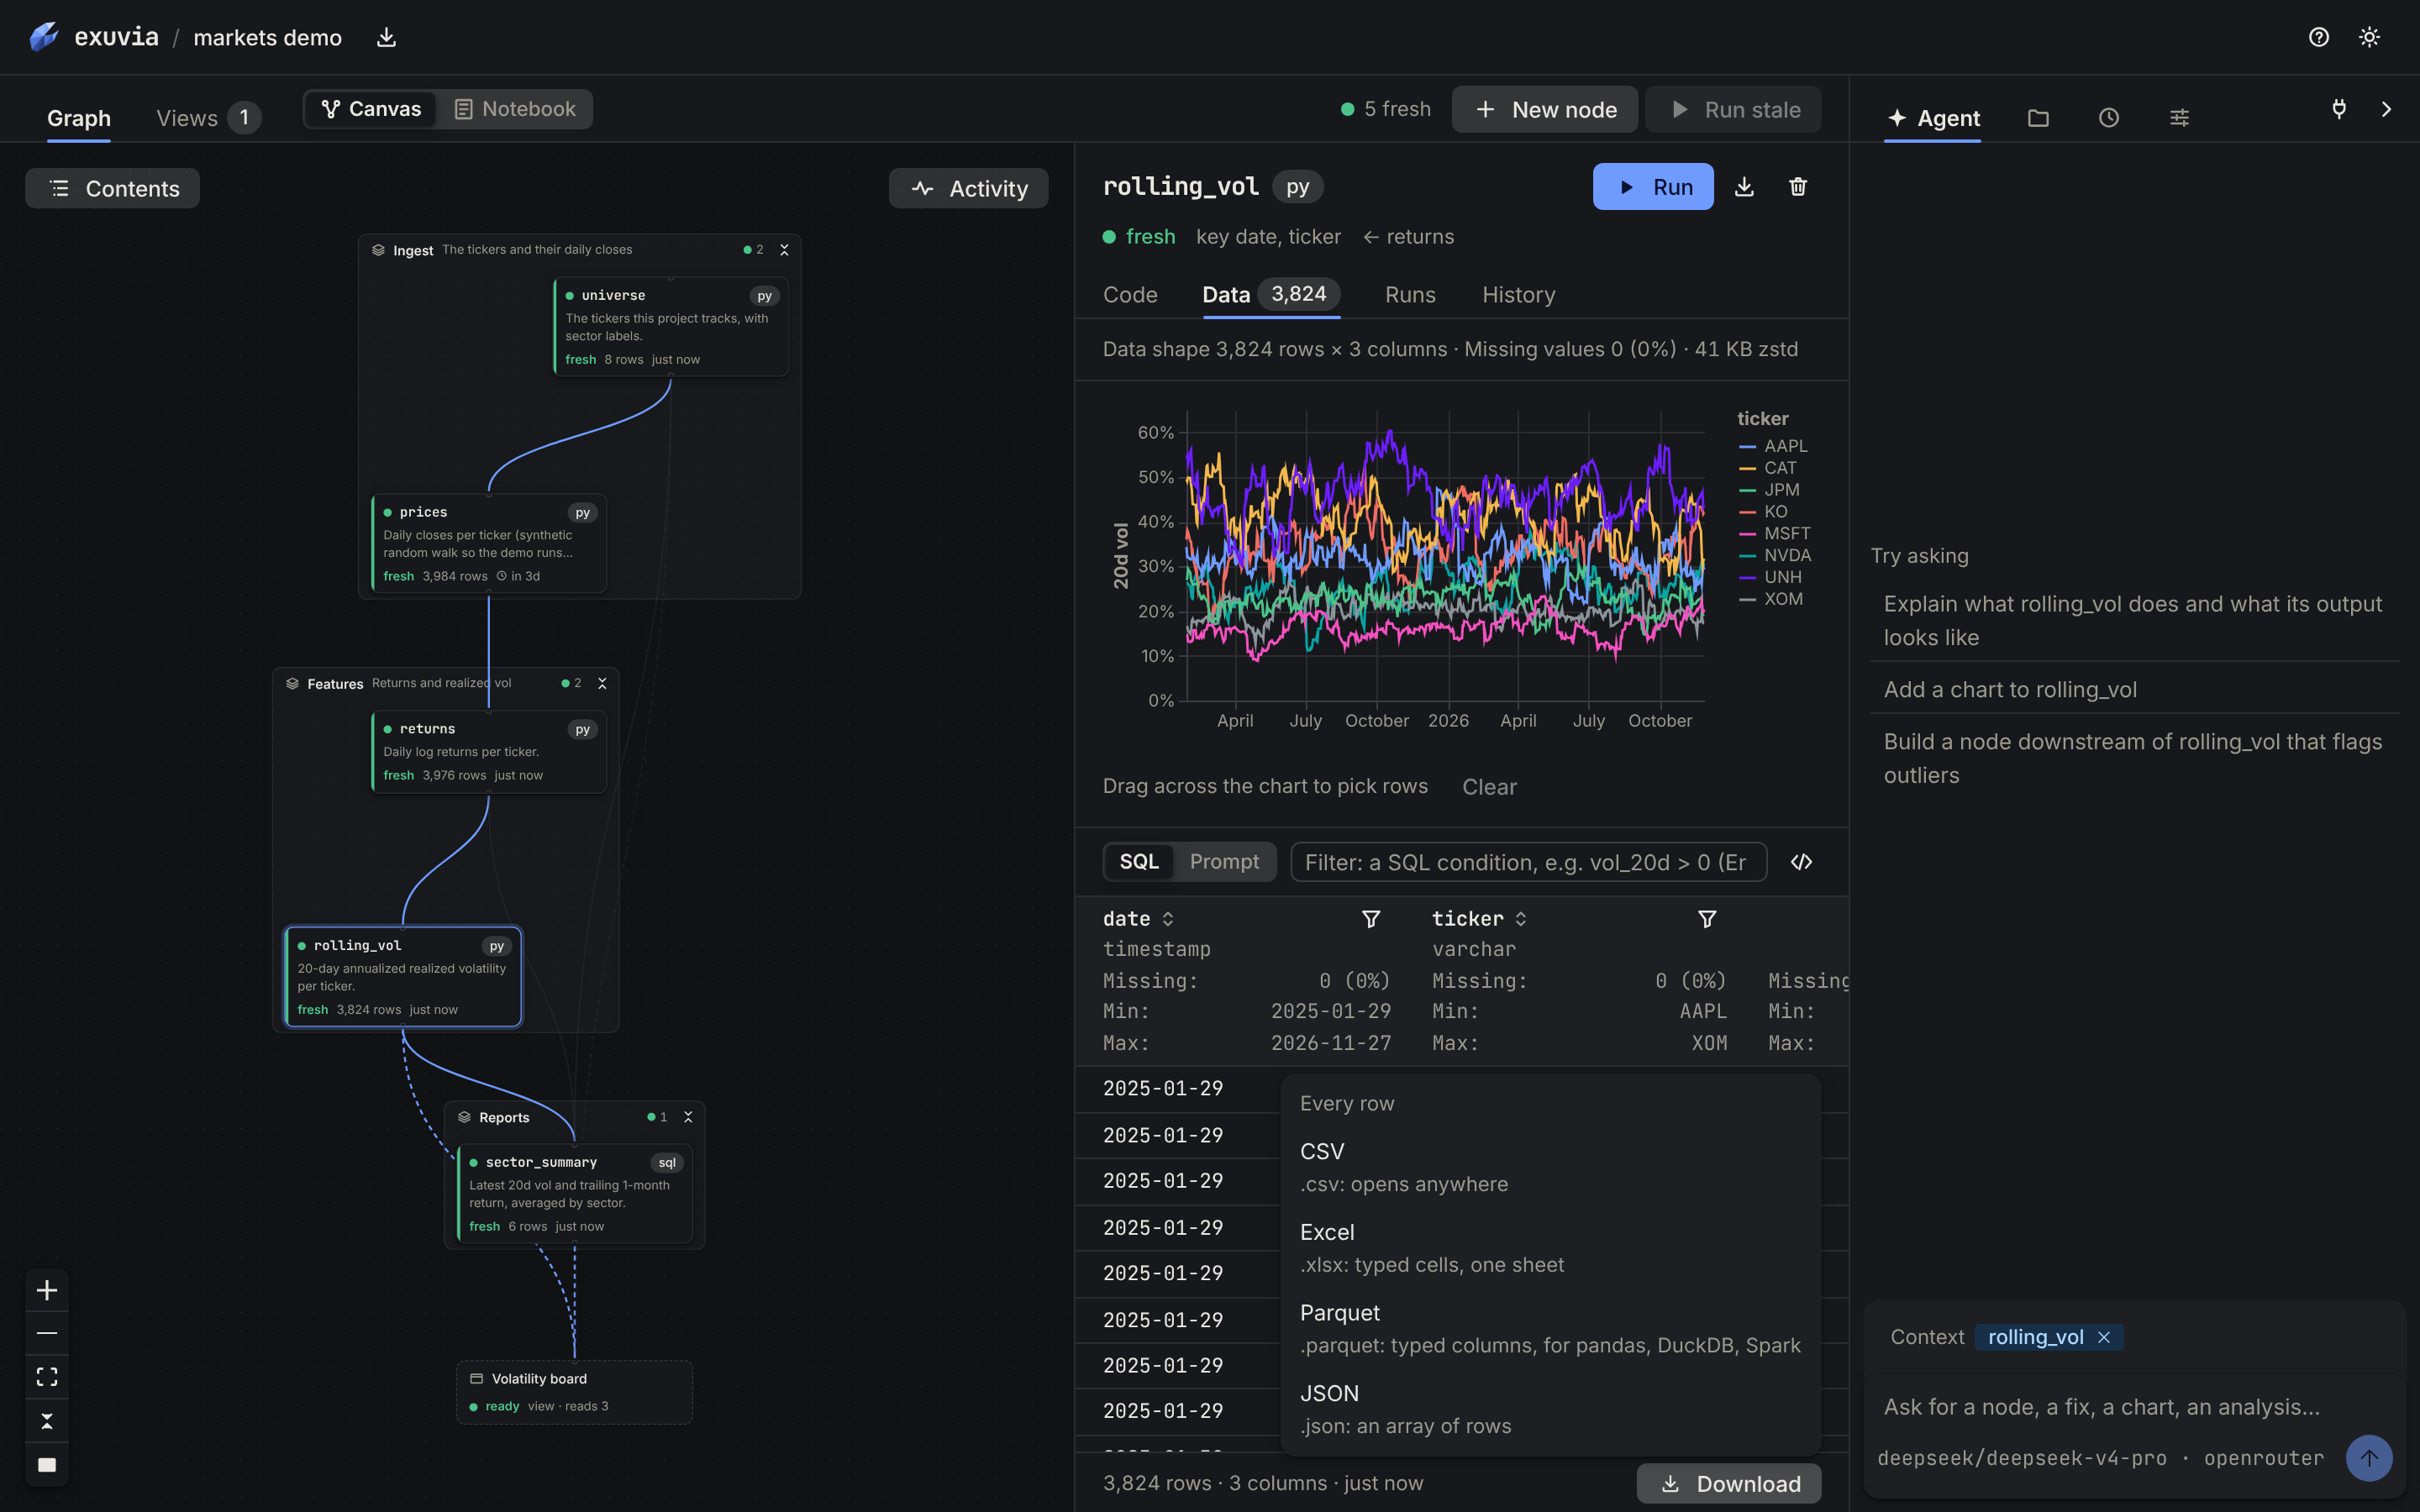 exuvia / markets demo
Graph
Views 1
Canvas
Notebook
5 fresh
New node
Run stale
Agent
Contents
Activity
Ingest The tickers and their daily closes 2
universe py
The tickers this project tracks, with
sector labels.
fresh 8 rows just now
prices py
Daily closes per ticker (synthetic
random walk so the demo runs...
fresh 3,984 rows in 3d
Features Returns and realized vol 2
returns py
Daily log returns per ticker.
fresh 3,976 rows just now
rolling_vol py
20-day annualized realized volatility
per ticker.
fresh 3,824 rows just now
Reports 1
sector_summary sql
Latest 20d vol and trailing 1-month
return, averaged by sector.
fresh 6 rows just now
Volatility board
ready view · reads 3
rolling_vol py
Run
fresh key date, ticker ← returns
Code Data 3,824 Runs History
Data shape 3,824 rows × 3 columns · Missing values 0 (0%) · 41 KB zstd
20d vol
60%
50%
40%
30%
20%
10%
0%
April July October 2026 April July October
ticker
AAPL
CAT
JPM
KO
MSFT
NVDA
UNH
XOM
Drag across the chart to pick rows Clear
SQL Prompt Filter: a SQL condition, e.g. vol_20d > 0 (Er
date ticker
timestamp varchar
Missing: 0 (0%) Missing: 0 (0%) Missing
Min: 2025-01-29 Min: AAPL Min:
Max: 2026-11-27 Max: XOM Max:
2025-01-29
2025-01-29
2025-01-29
2025-01-29
2025-01-29
2025-01-29
2025-01-29
2025-01-29
Every row
CSV
.csv: opens anywhere
Excel
.xlsx: typed cells, one sheet
Parquet
.parquet: typed columns, for pandas, DuckDB, Spark
JSON
.json: an array of rows
3,824 rows · 3 columns · just now
Download
Try asking
Explain what rolling_vol does and what its output
looks like
Add a chart to rolling_vol
Build a node downstream of rolling_vol that flags
outliers
Context rolling_vol
Ask for a node, a fix, a chart, an analysis...
deepseek/deepseek-v4-pro · openrouter